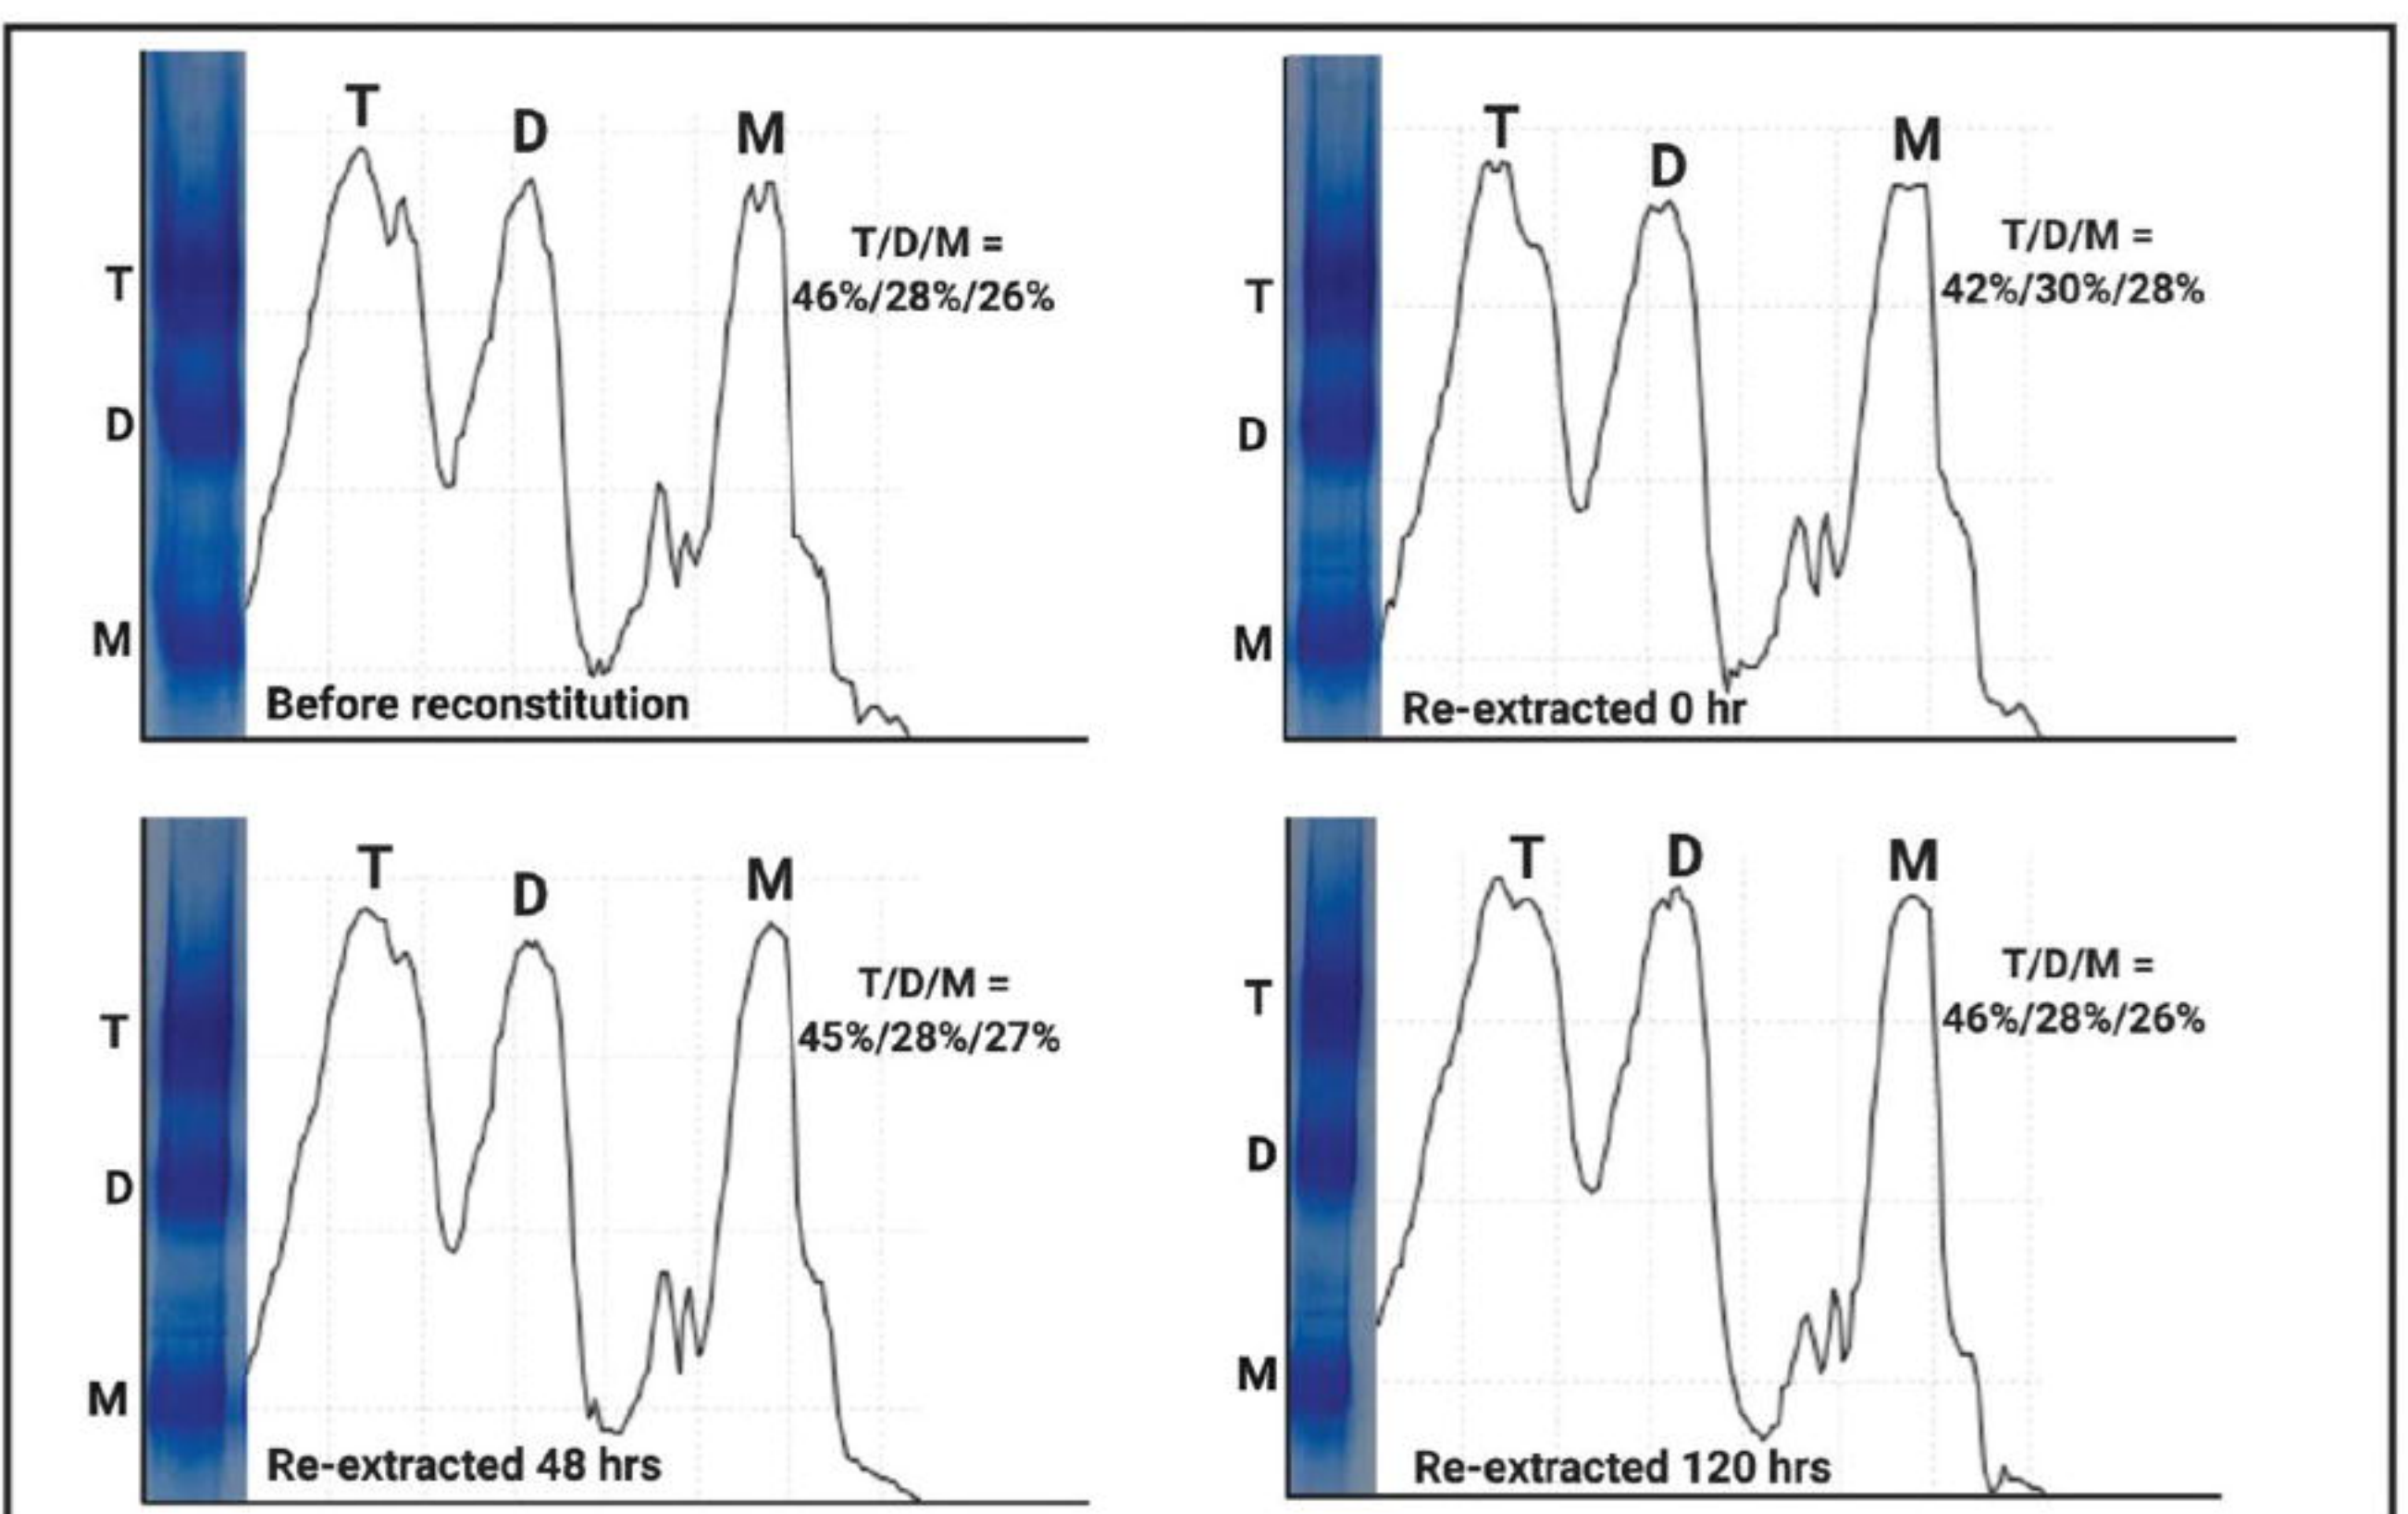 T
D
M
T/D/M =
46%/28%/26%
T
D
M
Before reconstitution
T
D
M
T/D/M =
42%/30%/28%
T
D
M
Re-extracted 0 hr
T
D
M
T/D/M =
45%/28%/27%
T
D
M
Re-extracted 48 hrs
T
D
M
T/D/M =
46%/28%/26%
T
D
M
Re-extracted 120 hrs